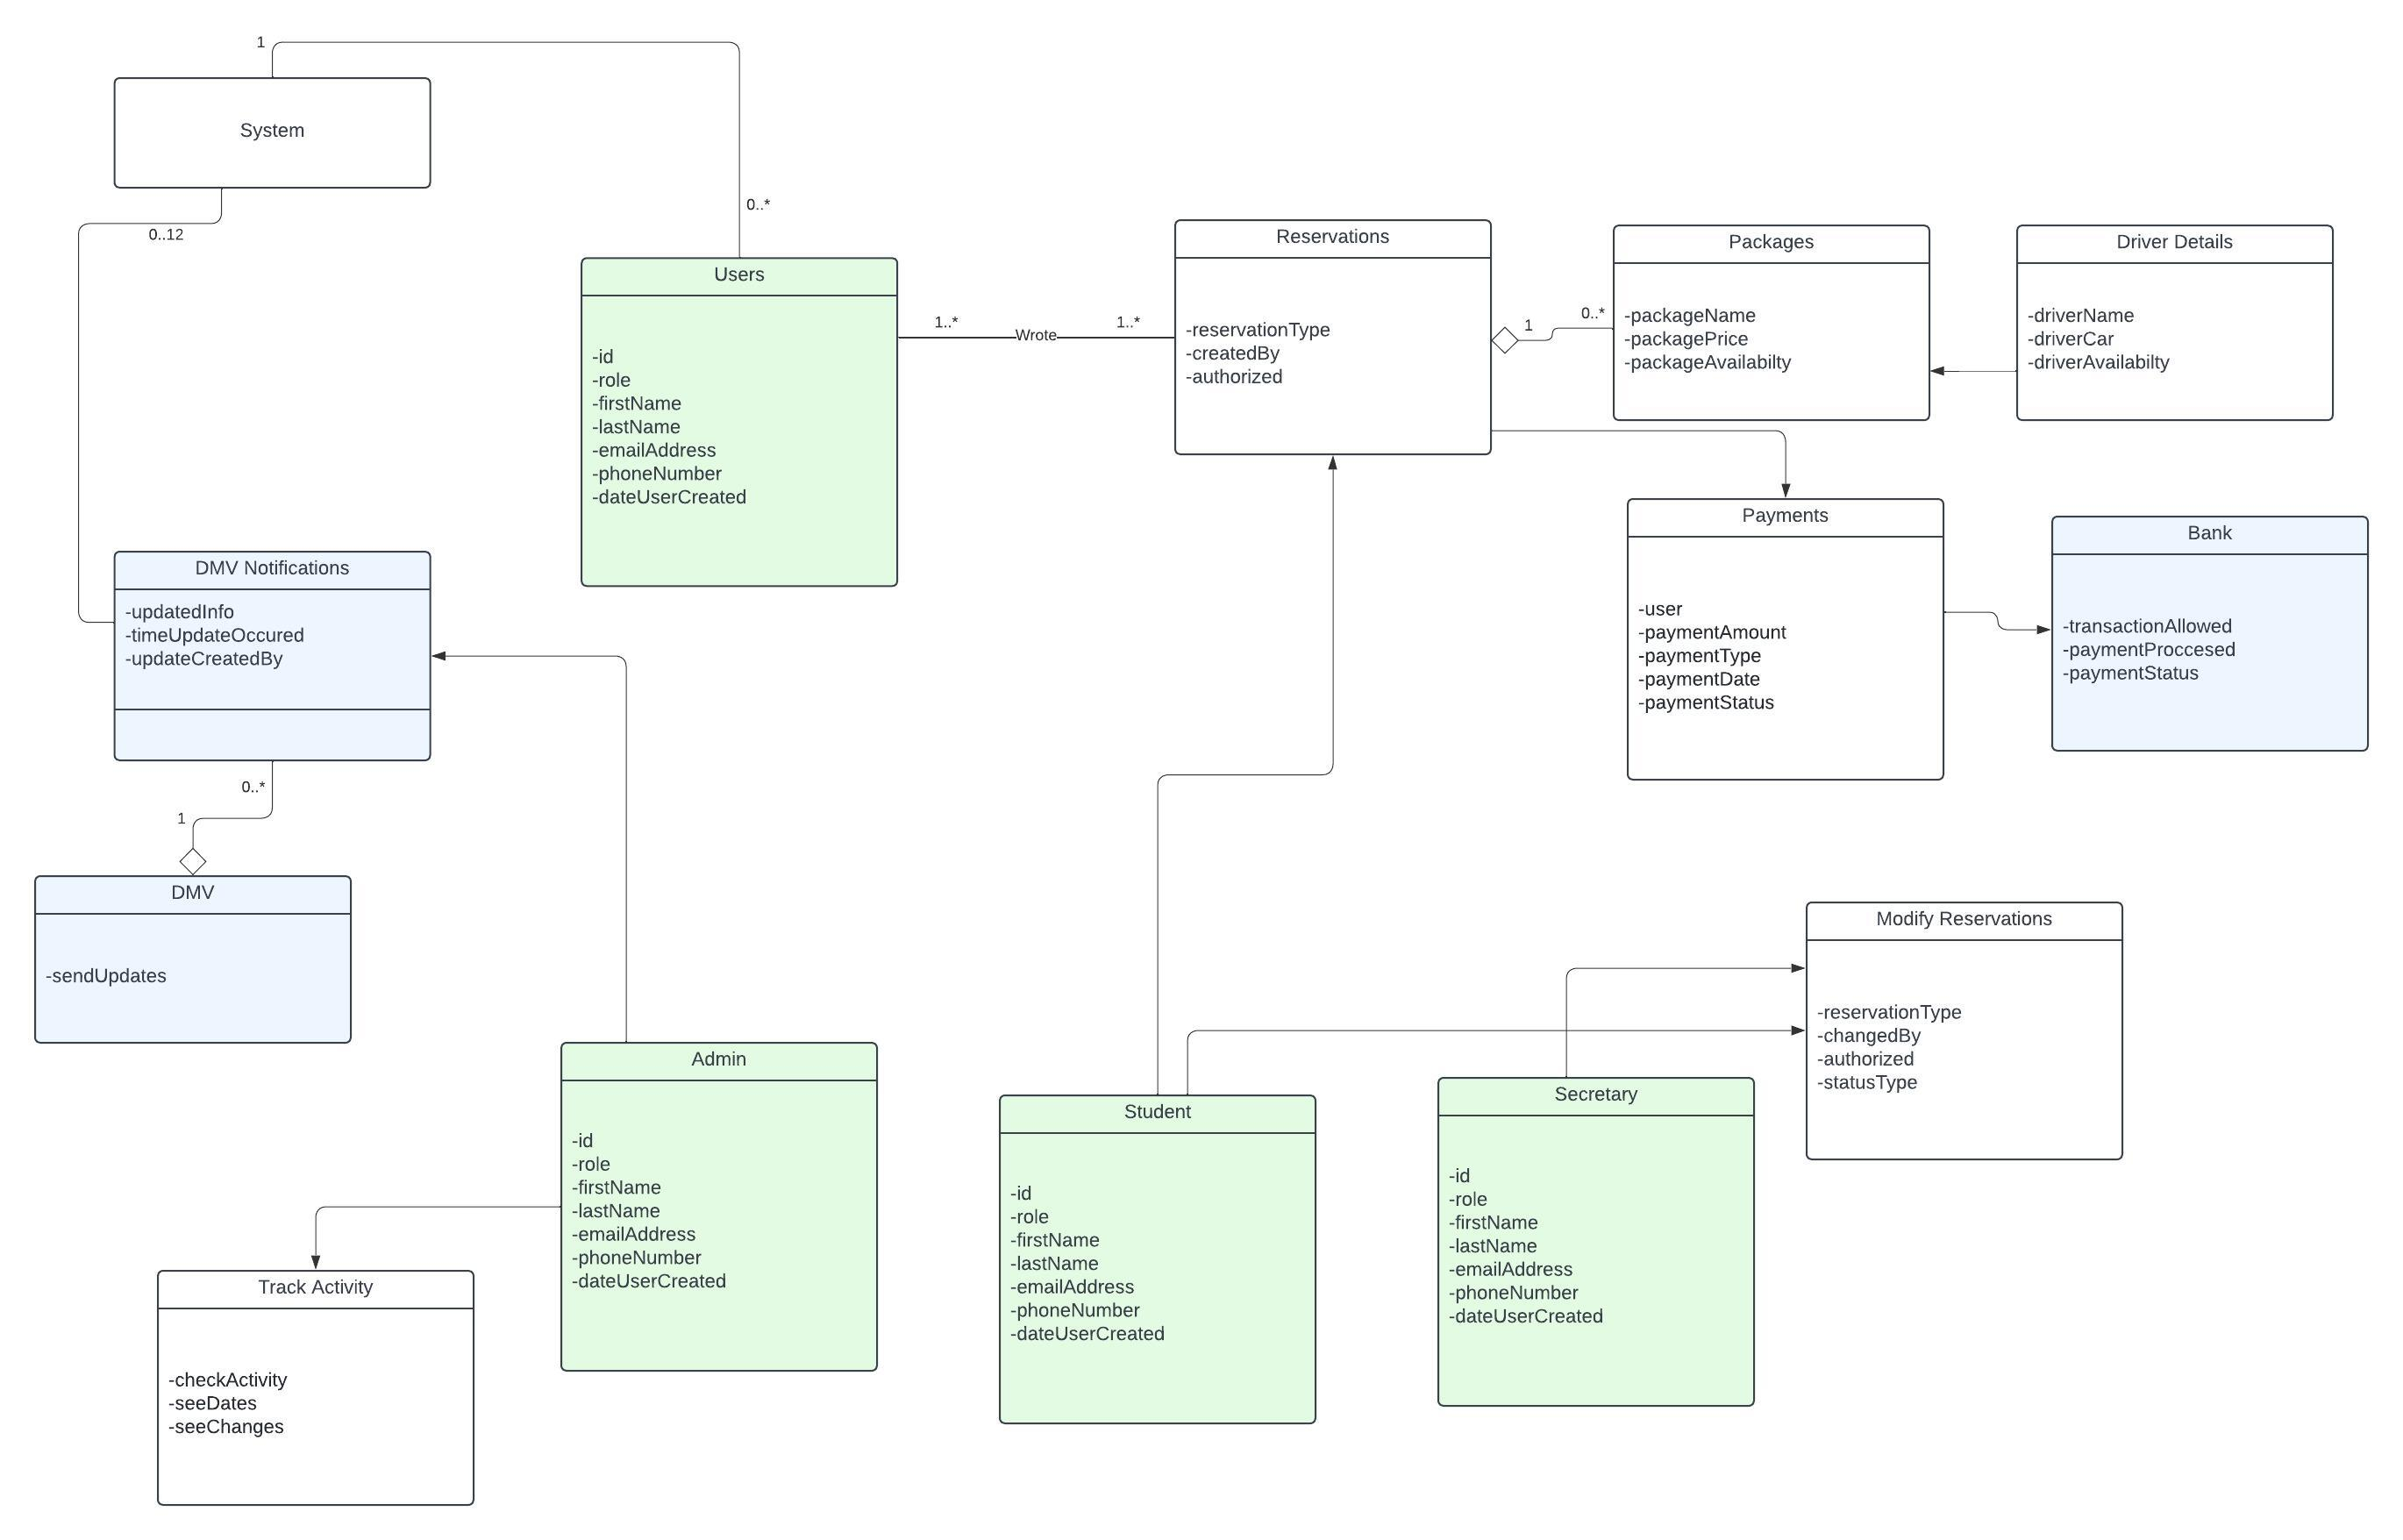 1
System
0..*
0..12
Users
-id
-role
-firstName
-lastName
-emailAddress
-phoneNumber
-dateUserCreated
1..*
Wrote
1..*
Reservations
-reservationType
-createdBy
-authorized
1
0..*
Packages
-packageName
-packagePrice
-packageAvailabilty
Driver Details
-driverName
-driverCar
-driverAvailabilty
Payments
-user
-paymentAmount
-paymentType
-paymentDate
-paymentStatus
Bank
-transactionAllowed
-paymentProccesed
-paymentStatus
DMV Notifications
-updatedInfo
-timeUpdateOccured
-updateCreatedBy
0..*
1
DMV
-sendUpdates
Admin
-id
-role
-firstName
-lastName
-emailAddress
-phoneNumber
-dateUserCreated
Student
-id
-role
-firstName
-lastName
-emailAddress
-phoneNumber
-dateUserCreated
Secretary
-id
-role
-firstName
-lastName
-emailAddress
-phoneNumber
-dateUserCreated
Modify Reservations
-reservationType
-changedBy
-authorized
-statusType
Track Activity
-checkActivity
-seeDates
-seeChanges